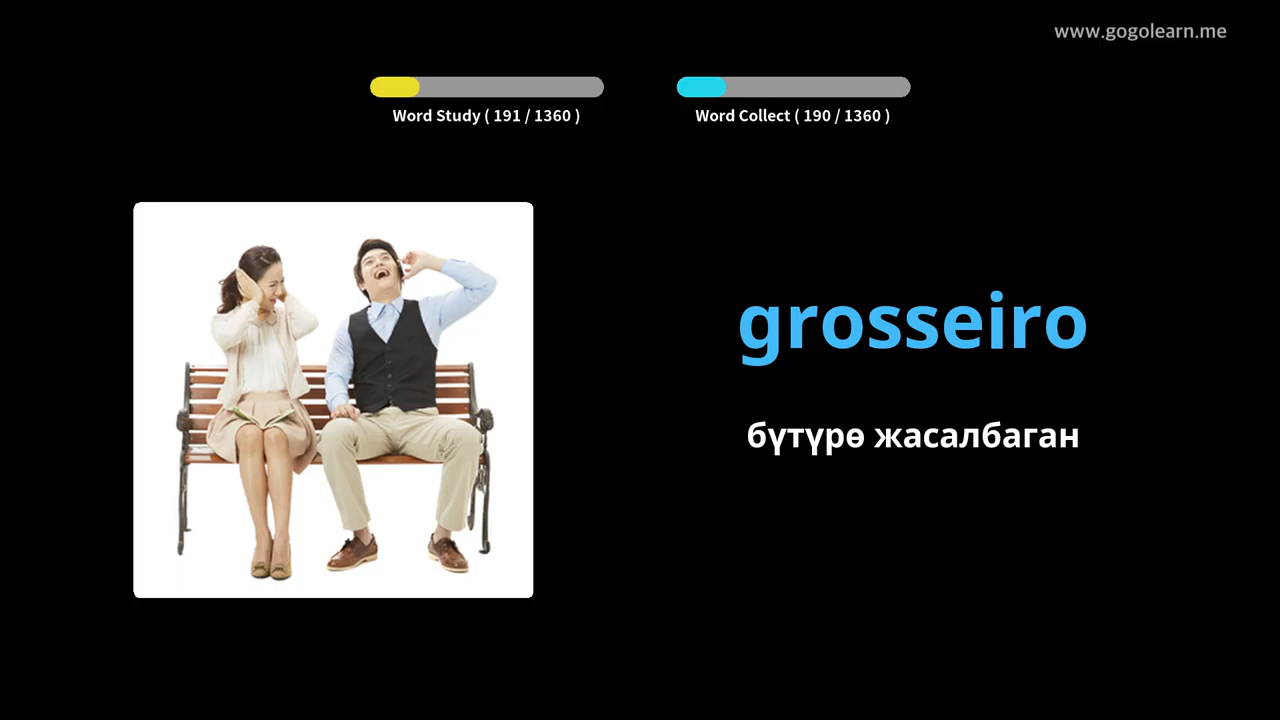 www.gogolearn.me
Word Study ( 191 / 1360 )
Word Collect ( 190 / 1360 )
grosseiro
бүтүрө жасалбаган